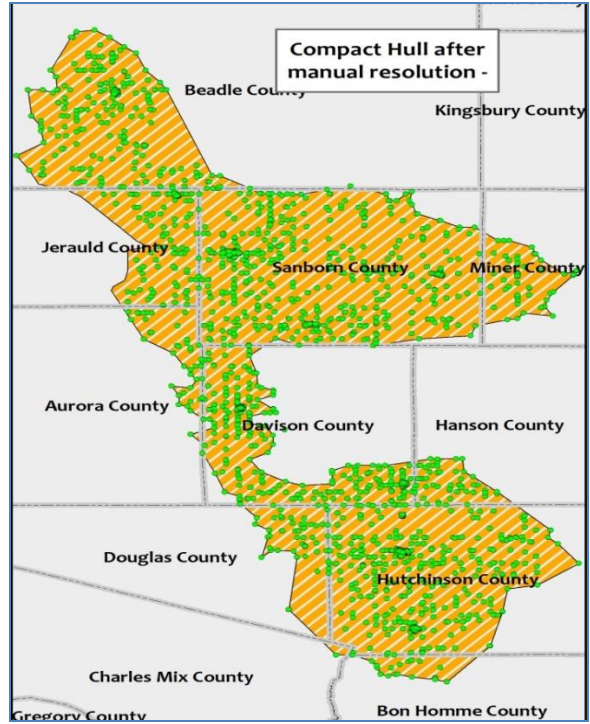 Compact Hull after
manual resolution -
Beadle County
Kingsbury County
Jerauld County
Sanborn County
Miner County
Aurora County
Davison County
Hanson County
Douglas County
Hutchinson County
Charles Mix County
Gregory County
Bon Homme County